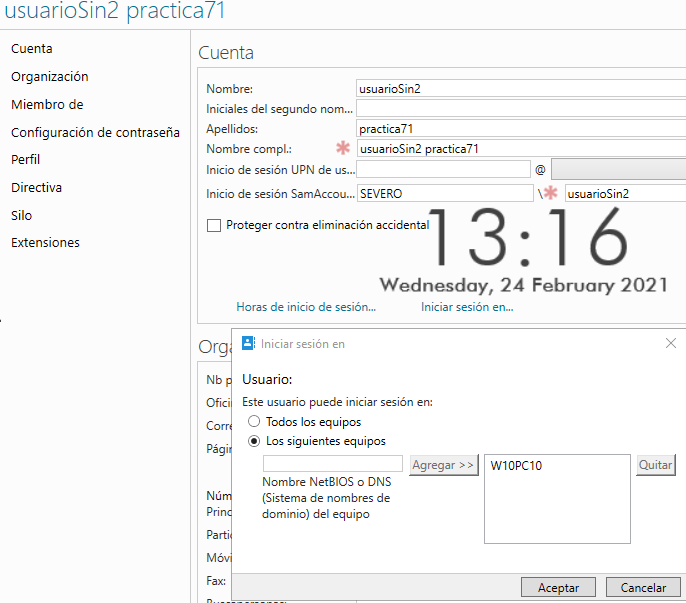 usuarioSin2 practica71
Cuenta
Organización
Miembro de
Configuración de contraseña
Perfil
Directiva
Silo
Extensiones
Cuenta
Nombre: usuarioSin2
Iniciales del segundo nom...
Apellidos: practica71
Nombre compl.: * usuarioSin2 practica71
Inicio de sesión UPN de us... @
Inicio de sesión SamAccou... SEVERO \* usuarioSin2
Proteger contra eliminación accidental
13:16
Wednesday, 24 February 2021
Horas de inicio de sesión... Iniciar sesión en...
Orga
Nb p
Ofici
Corre
Págin
Núm
Princ
Partic
Móvi
Fax:
Iniciar sesión en
Usuario:
Este usuario puede iniciar sesión en:
Todos los equipos
Los siguientes equipos
Agregar >> W10PC10 Quitar
Nombre NetBIOS o DNS
(Sistema de nombres de
dominio) del equipo
Aceptar Cancelar